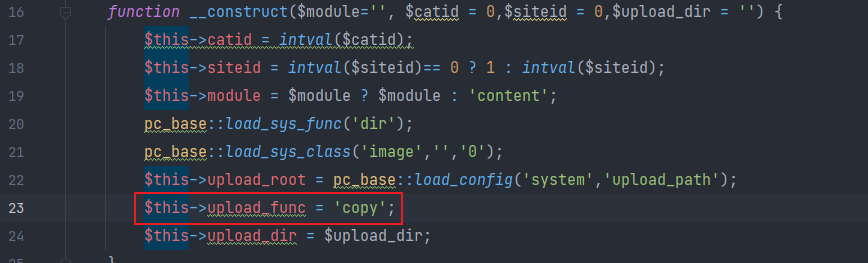 16 function __construct($module='', $catid = 0,$siteid = 0,$upload_dir = '') {
17 $this->catid = intval($catid);
18 $this->siteid = intval($siteid)== 0 ? 1 : intval($siteid);
19 $this->module = $module ? $module : 'content';
20 pc_base::load_sys_func('dir');
21 pc_base::load_sys_class('image','','0');
22 $this->upload_root = pc_base::load_config('system','upload_path');
23 $this->upload_func = 'copy';
24 $this->upload_dir = $upload_dir;